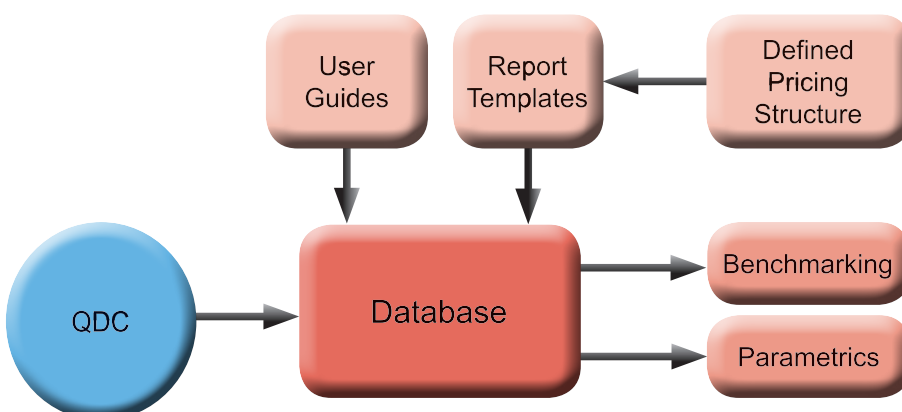 User
Guides
Report
Templates
Defined
Pricing
Structure
QDC
Database
Benchmarking
Parametrics